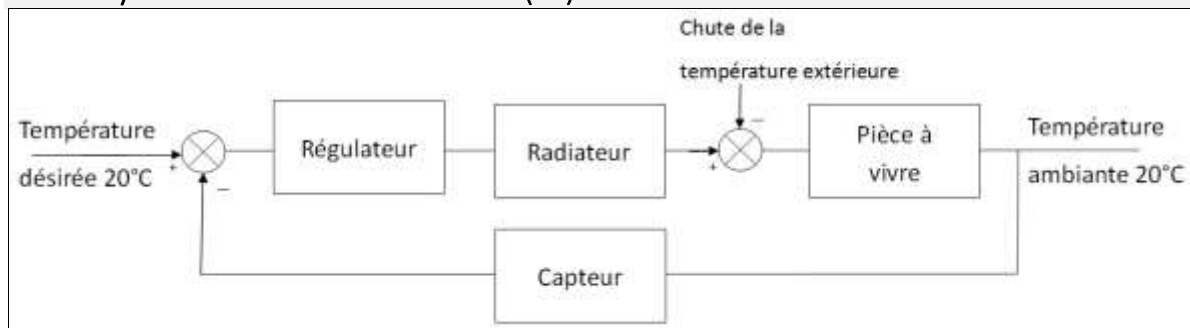 Chute de la
température extérieure
Température
désirée 20°C
Régulateur
Radiateur
Pièce à
vivre
Température
ambiante 20°C
Capteur
+
−
+
−